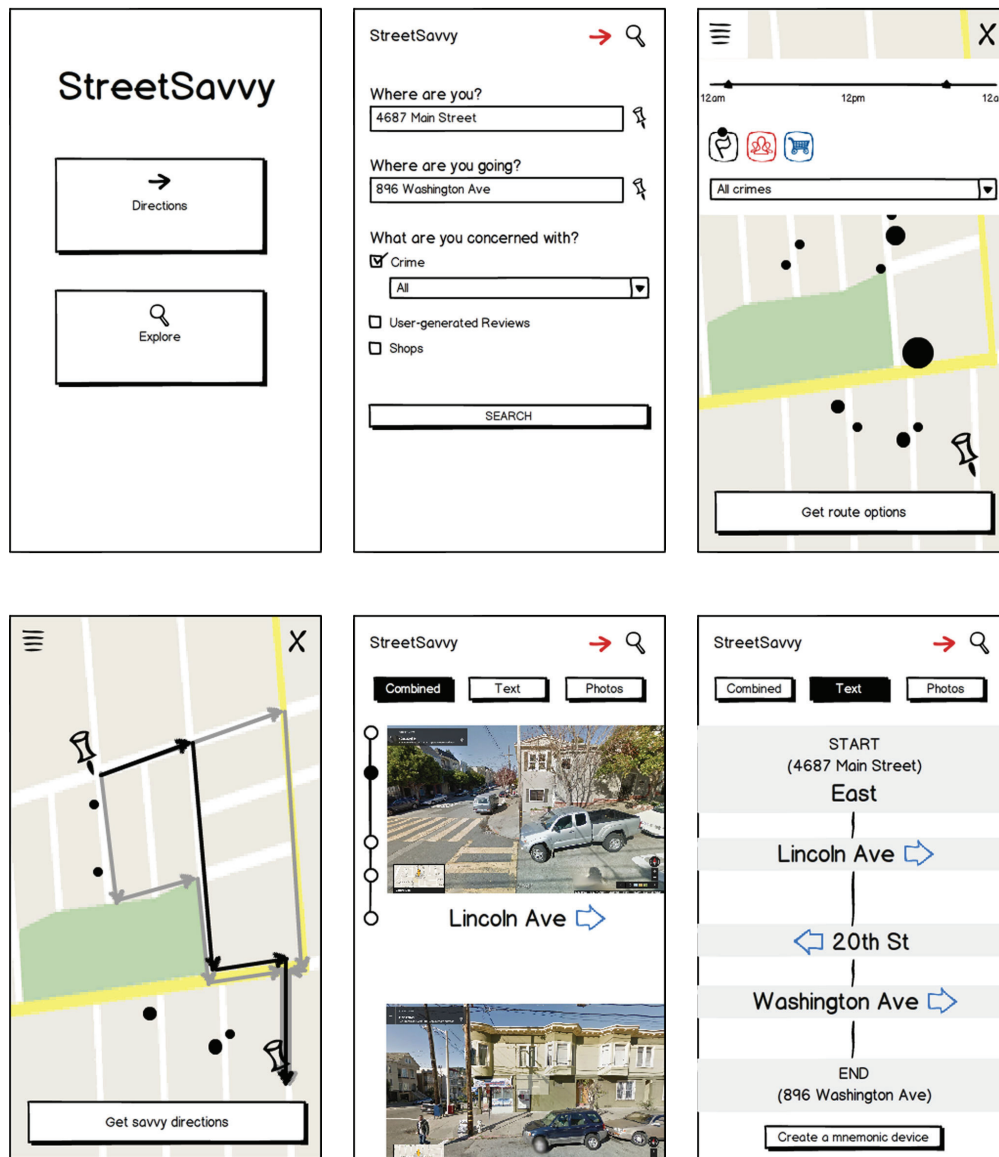 StreetSavvy
Directions
Explore
StreetSavvy
Where are you?
4687 Main Street
Where are you going?
896 Washington Ave
What are you concerned with?
Crime
All
User-generated Reviews
Shops
SEARCH
X
12am 12pm 12a
All crimes
Get route options
X
Get savvy directions
StreetSavvy
Combined Text Photos
Lincoln Ave
StreetSavvy
Combined Text Photos
START
(4687 Main Street)
East
Lincoln Ave
20th St
Washington Ave
END
(896 Washington Ave)
Create a mnemonic device